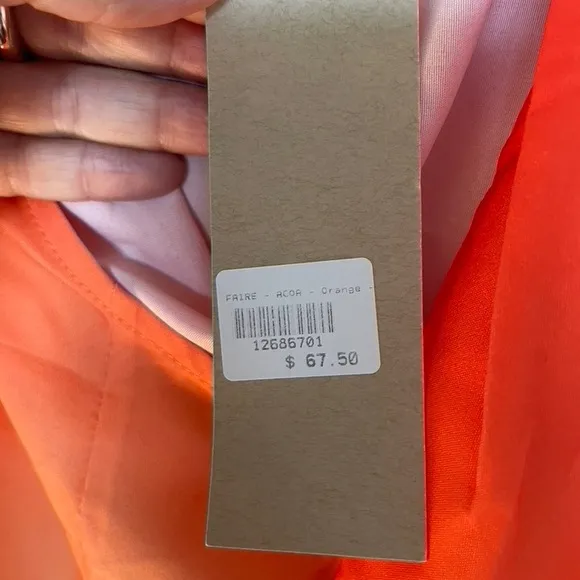 FAIRE - ACOA - Orange -
12686701
$ 67.50